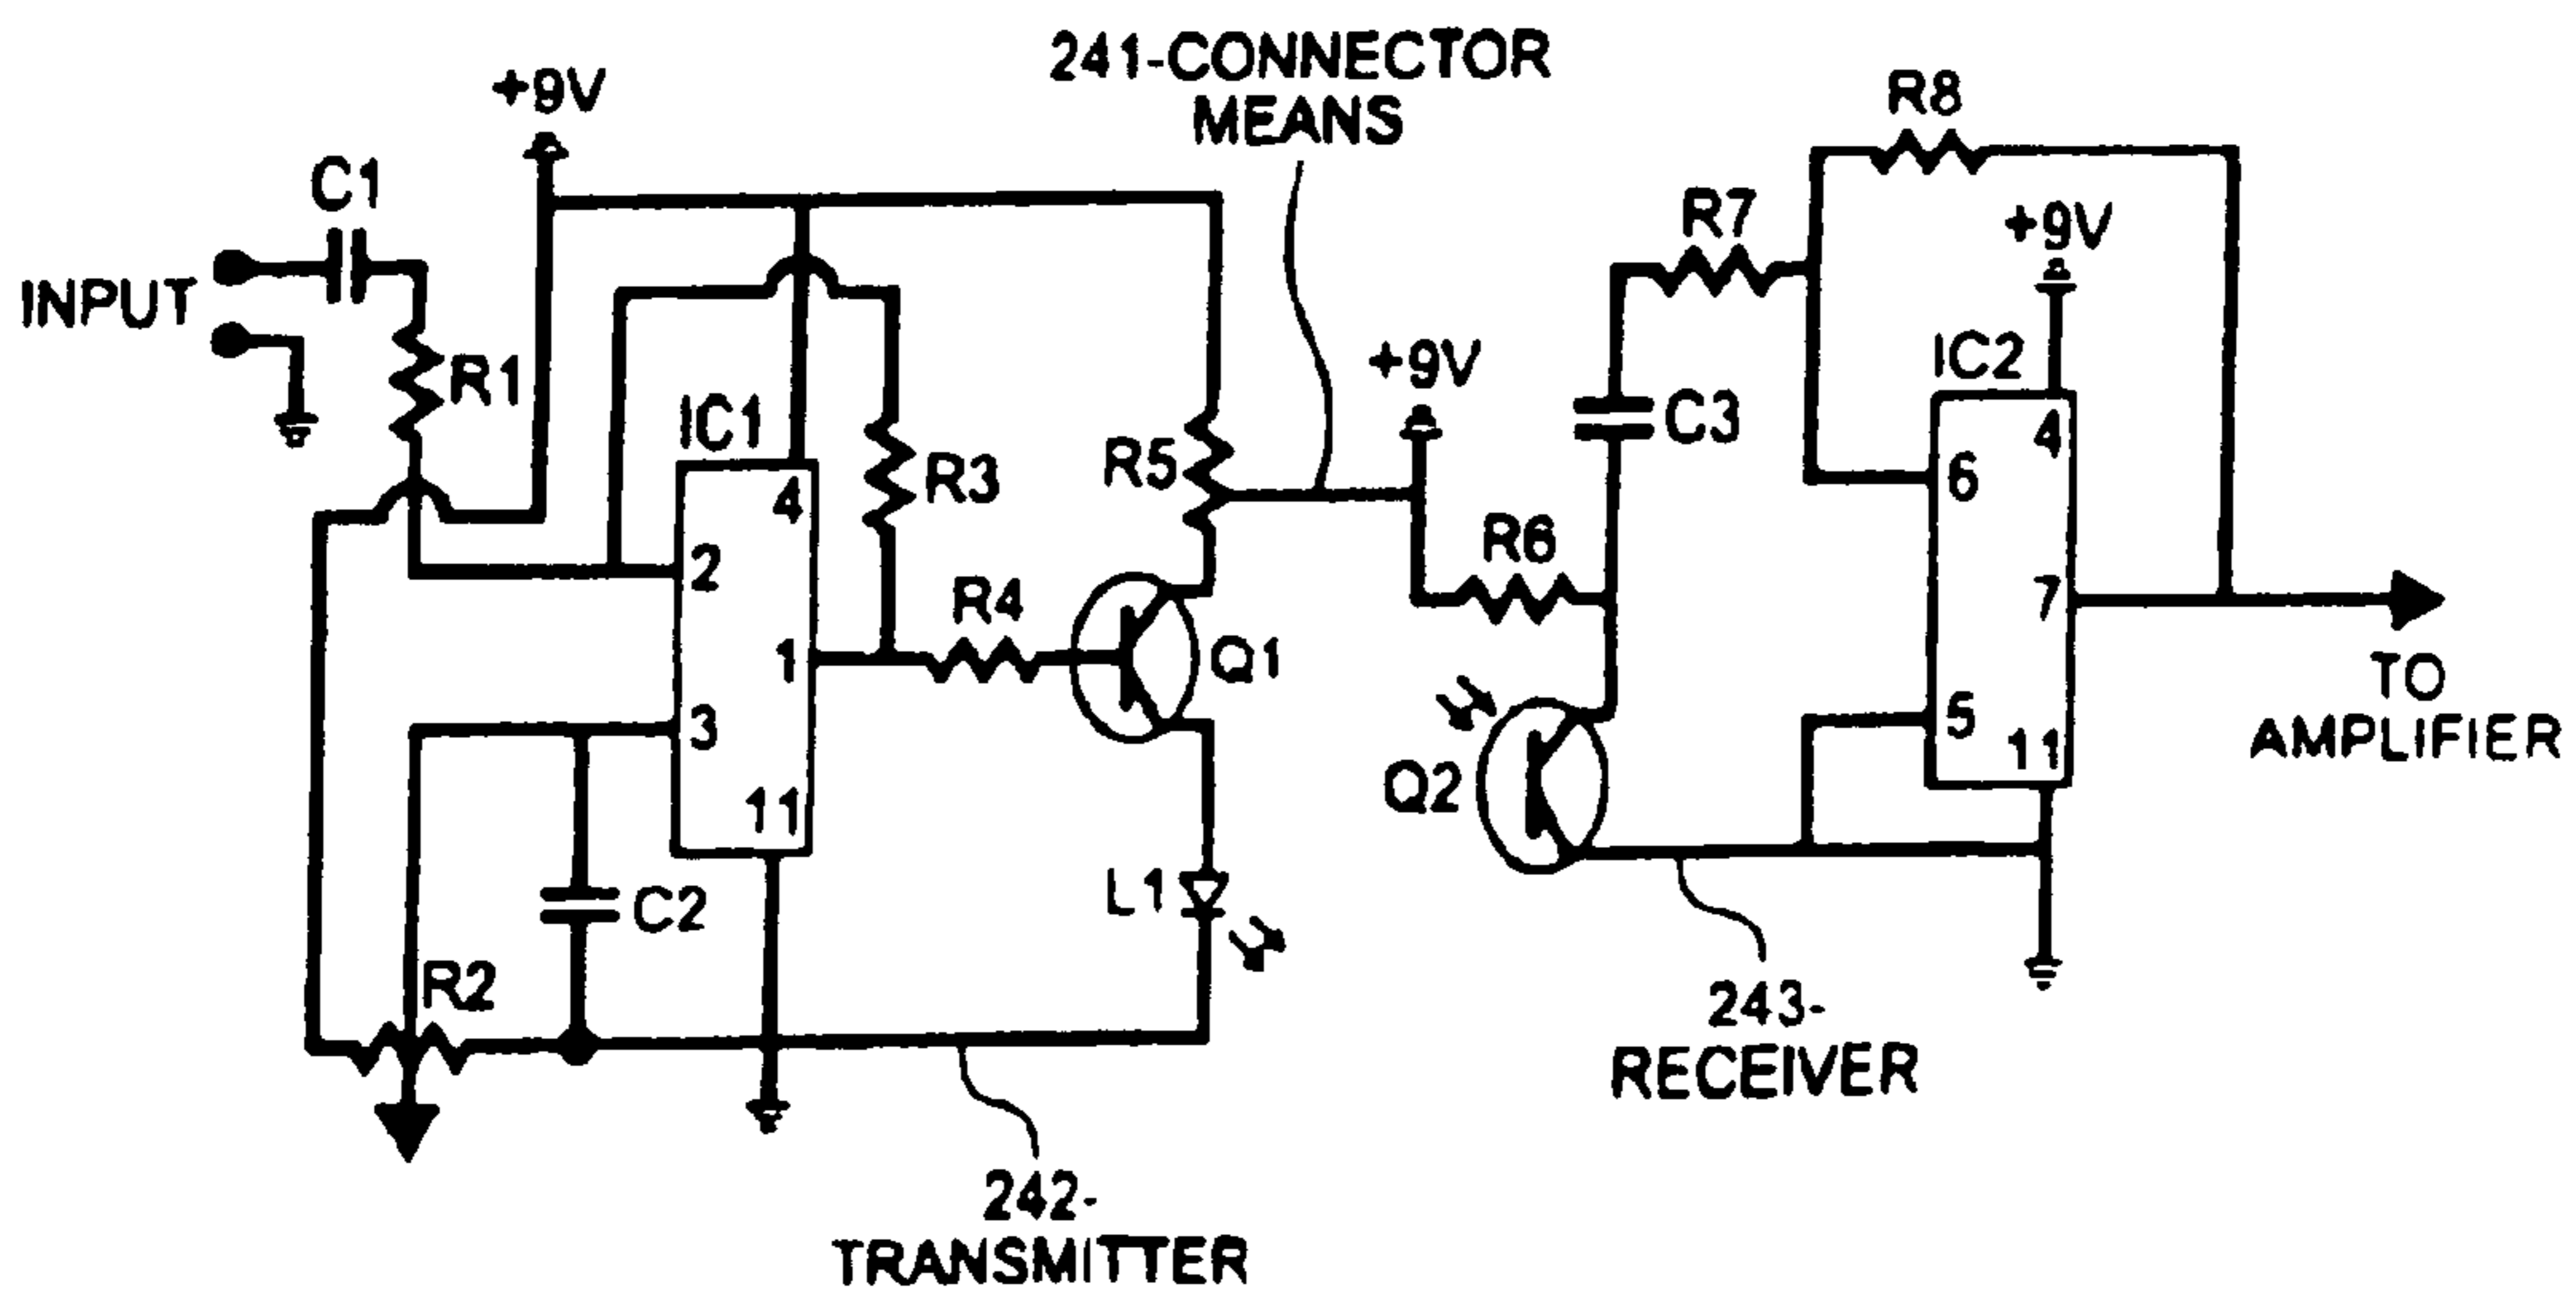 241-CONNECTOR
MEANS
+9V
R8
C1
R7
+9V
INPUT
R1
+9V
IC2
IC1
R3
R5
C3
4
4
6
2
R6
R4
7
1
Q1
3
5
TO
AMPLIFIER
11
Q2
11
L1
C2
R2
243-
RECEIVER
242-
TRANSMITTER